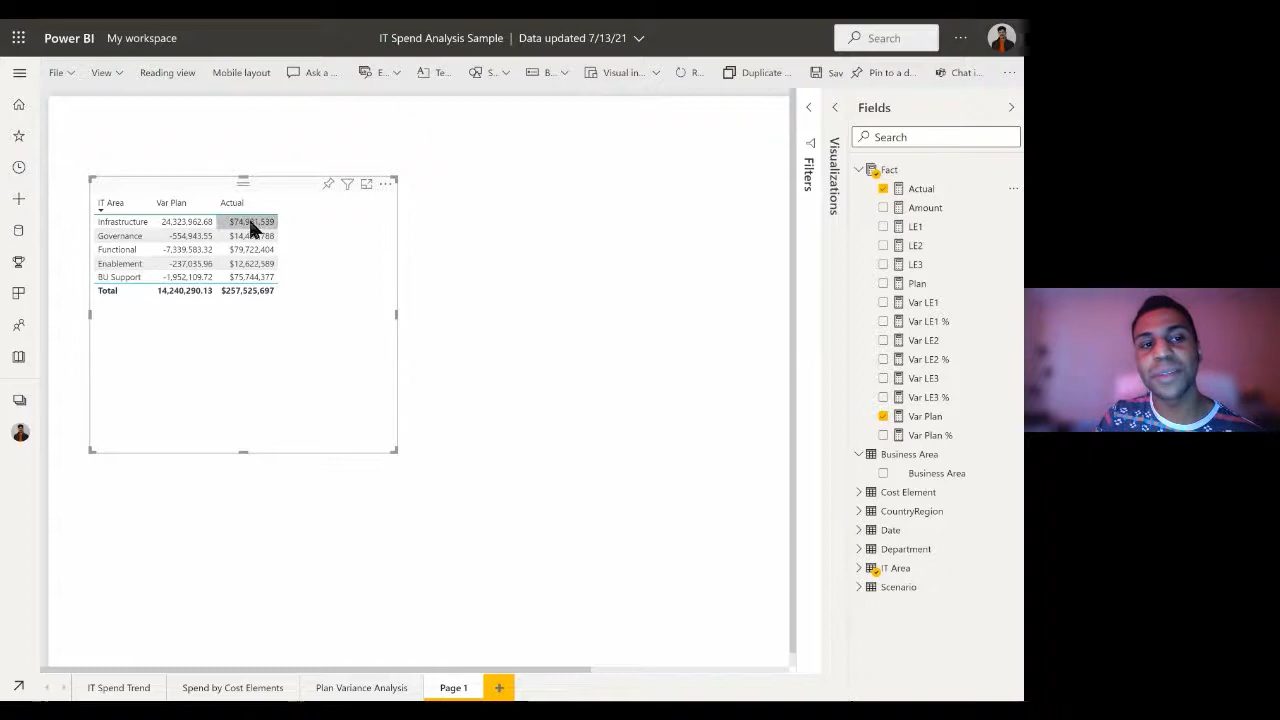 Power BI My workspace
IT Spend Analysis Sample | Data updated 7/13/21
Search
File View Reading view Mobile layout Ask a ... E... Te... S... B... Visual in... R... Duplicate ... Sav Pin to a d... Chat i
Fields
Search
Filters
Visualizations
IT Area Var Plan Actual
Infrastructure 24,323,962.68
Governance -554,943.55
Functional -7,339,583.32 $79,722,404
Enablement -237,035.96 $12,622,589
BU Support -1,952,109.72 $75,744,377
Total 14,240,290.13 $257,525,697
Fact
Actual
Amount
LE1
LE2
LE3
Plan
Var LE1
Var LE1 %
Var LE2
Var LE2 %
Var LE3
Var LE3 %
Var Plan
Var Plan %
Business Area
Business Area
Cost Element
CountryRegion
Date
Department
IT Area
Scenario
IT Spend Trend Spend by Cost Elements Plan Variance Analysis Page 1